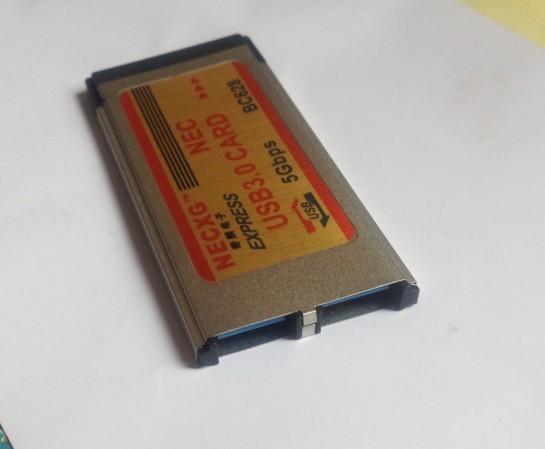 NECXG™
EXPRESS
USB3.0 CARD
NEC
5Gbps
BC628
USB